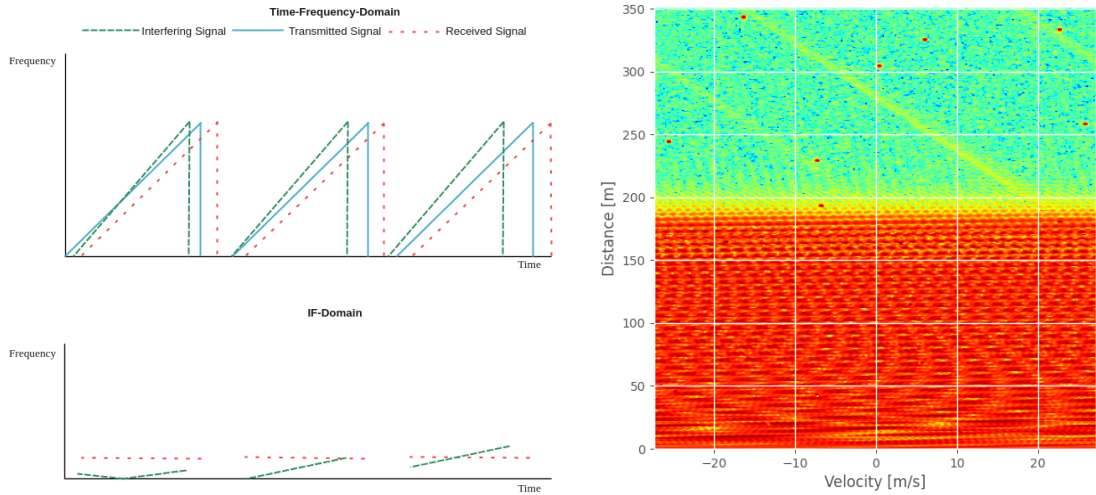 Time-Frequency-Domain
Interfering Signal
Transmitted Signal
Received Signal
Frequency
Time
IF-Domain
Frequency
Time
350
300
250
200
150
100
50
0
Distance [m]
−20
−10
0
10
20
Velocity [m/s]